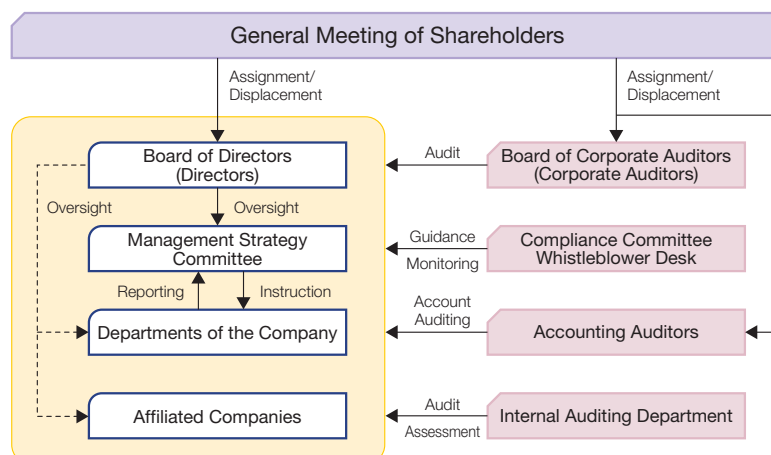 General Meeting of Shareholders
Assignment/
Displacement
Assignment/
Displacement
Board of Directors
(Directors)
Audit
Board of Corporate Auditors
(Corporate Auditors)
Oversight
Oversight
Management Strategy
Committee
Guidance
Monitoring
Compliance Committee
Whistleblower Desk
Reporting
Instruction
Account
Auditing
Departments of the Company
Accounting Auditors
Affiliated Companies
Audit
Assessment
Internal Auditing Department